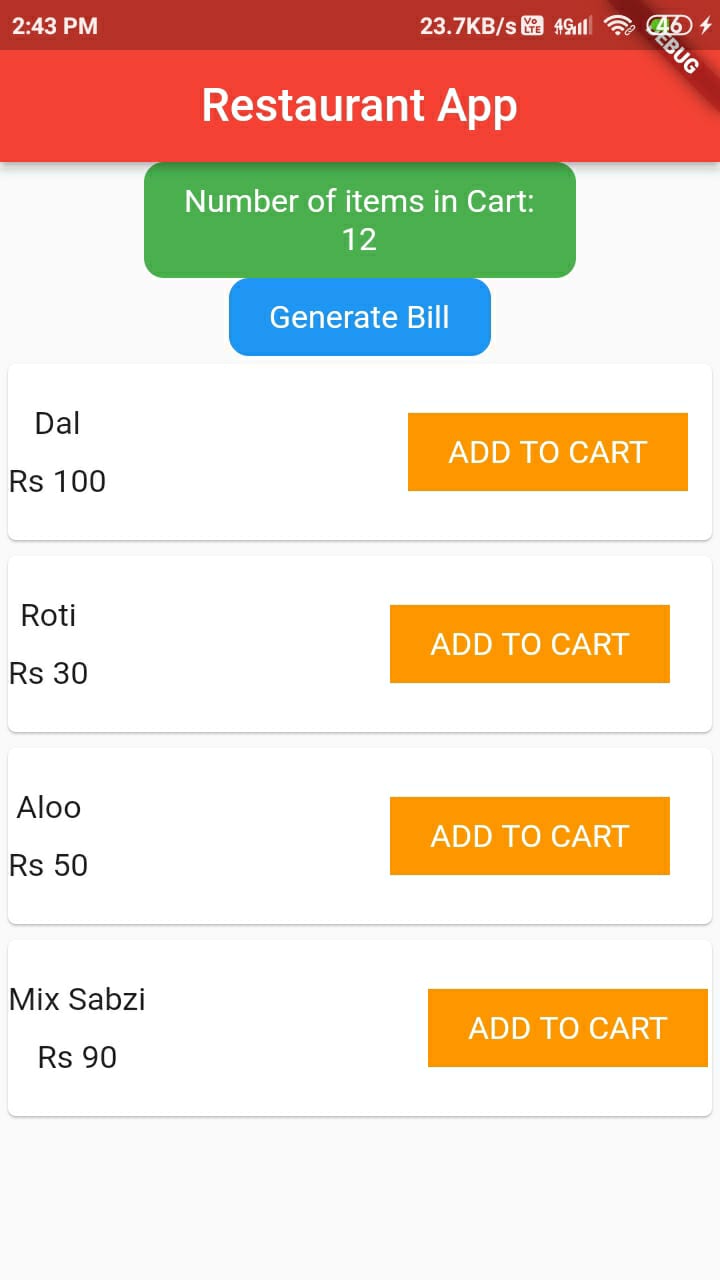 2:43 PM
23.7KB/s Vo LTE 4G 46
DEBUG
Restaurant App
Number of items in Cart:
12
Generate Bill
Dal
Rs 100
ADD TO CART
Roti
Rs 30
ADD TO CART
Aloo
Rs 50
ADD TO CART
Mix Sabzi
Rs 90
ADD TO CART